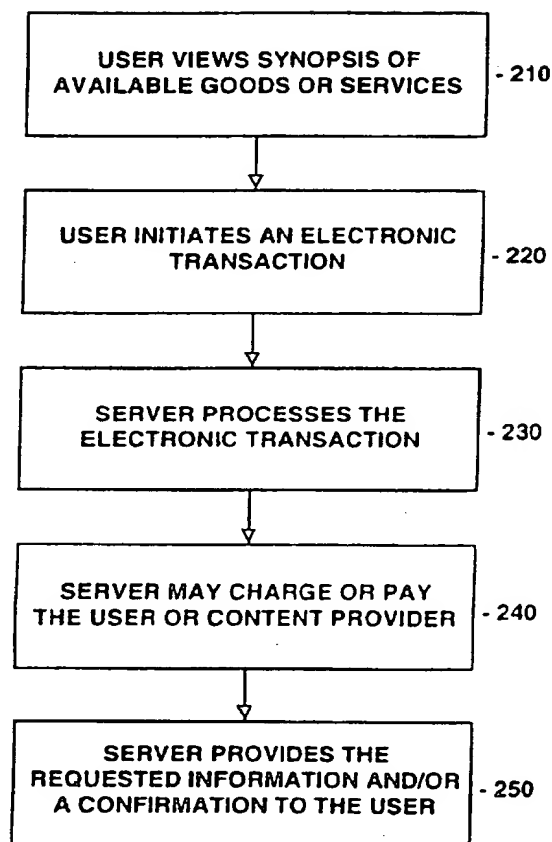 USER VIEWS SYNOPSIS OF
AVAILABLE GOODS OR SERVICES
- 210
USER INITIATES AN ELECTRONIC
TRANSACTION
- 220
SERVER PROCESSES THE
ELECTRONIC TRANSACTION
- 230
SERVER MAY CHARGE OR PAY
THE USER OR CONTENT PROVIDER
- 240
SERVER PROVIDES THE
REQUESTED INFORMATION AND/OR
A CONFIRMATION TO THE USER
- 250